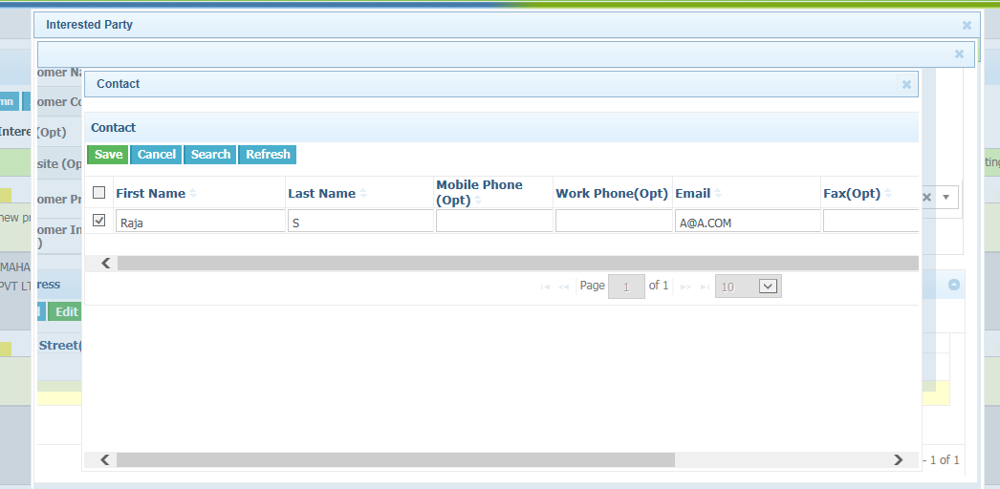 Interested Party
Contact
omer Na
mn
omer Co
Contact
Intere
(Opt)
Save Cancel Search Refresh
site (Op
ting
First Name Last Name Mobile Phone (Opt) Work Phone(Opt) Email Fax(Opt)
omer Pr
new pr
Raja S A@A.COM
omer In
)
MAHA
PVT LT
ress
Page 1 of 1 10
Edit
Street(
- 1 of 1